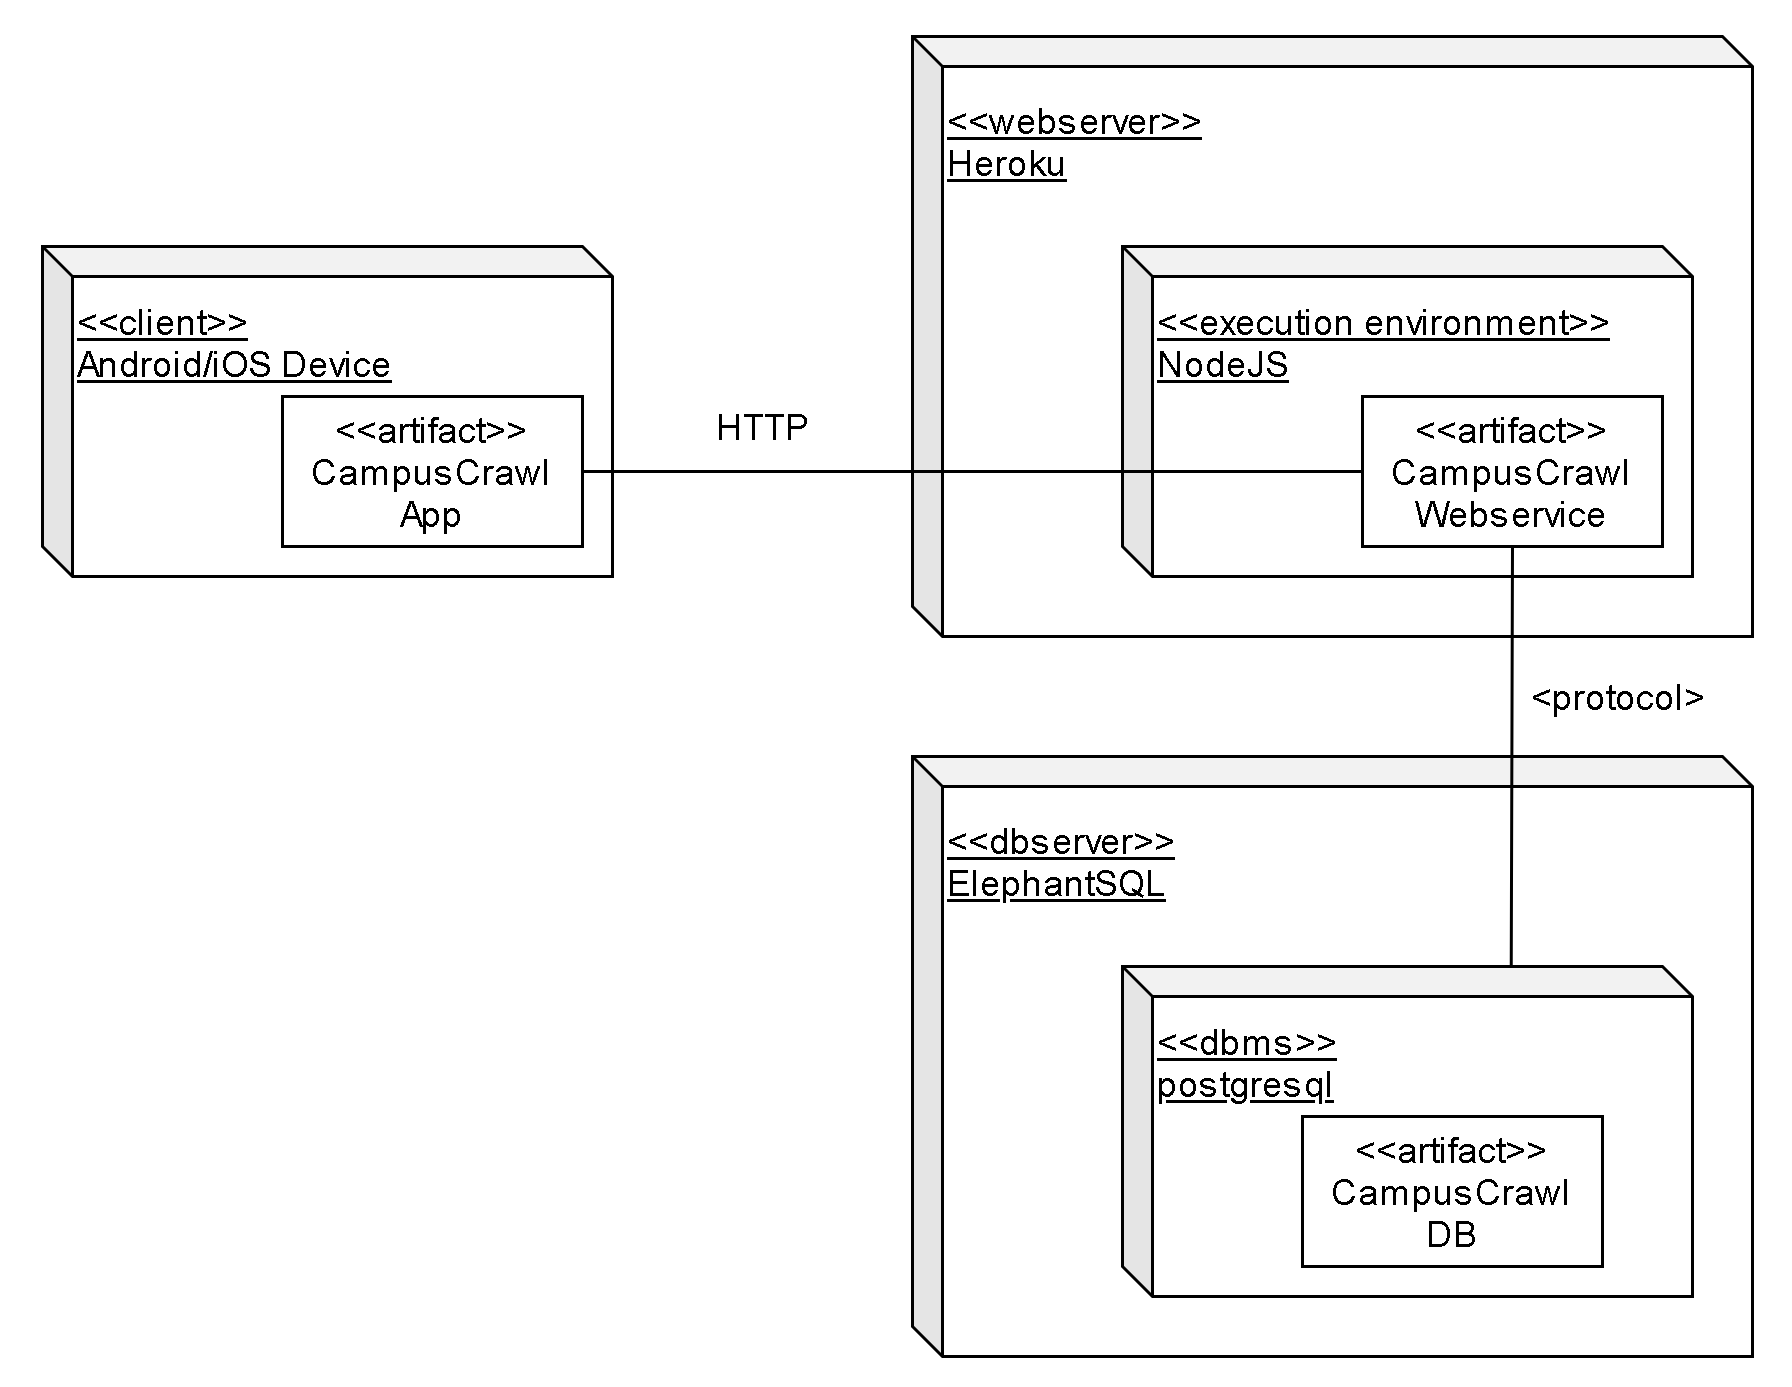 <<webserver>>
Heroku
<<client>>
Android/iOS Device
<<artifact>>
CampusCrawl
App
HTTP
<<execution environment>>
NodeJS
<<artifact>>
CampusCrawl
Webservice
<protocol>
<<dbserver>>
ElephantSQL
<<dbms>>
postgresql
<<artifact>>
CampusCrawl
DB